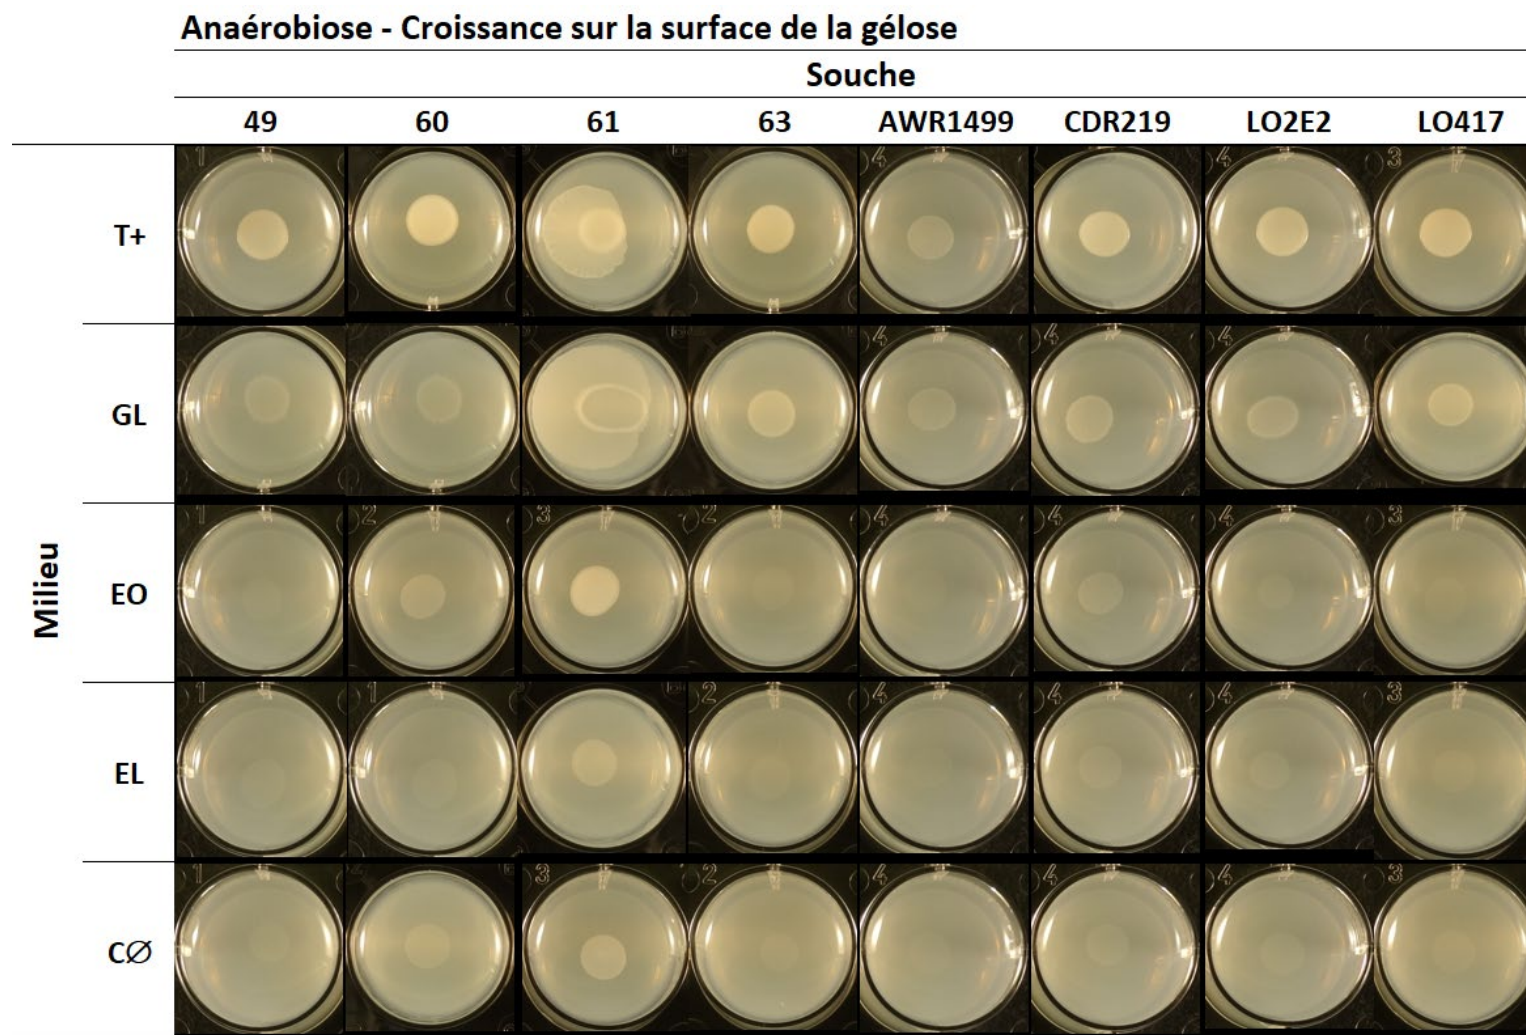 Anaérobiose - Croissance sur la surface de la gélose
Souche
49 60 61 63 AWR1499 CDR219 LO2E2 LO417
Milieu
T+
GL
EO
EL
CØ